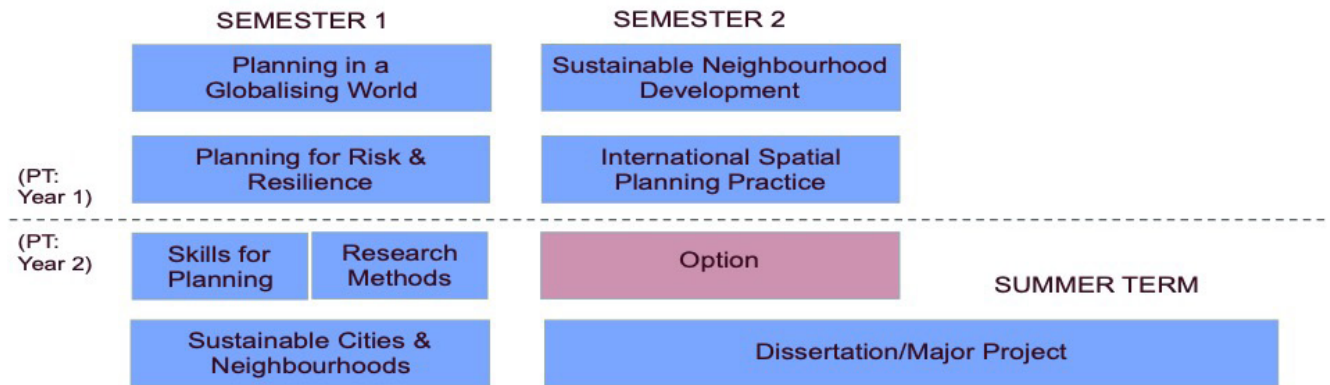 SEMESTER 1
SEMESTER 2
Planning in a
Globalising World
Sustainable Neighbourhood
Development
(PT:
Year 1)
Planning for Risk &
Resilience
International Spatial
Planning Practice
(PT:
Year 2)
Skills for
Planning
Research
Methods
Option
SUMMER TERM
Sustainable Cities &
Neighbourhoods
Dissertation/Major Project